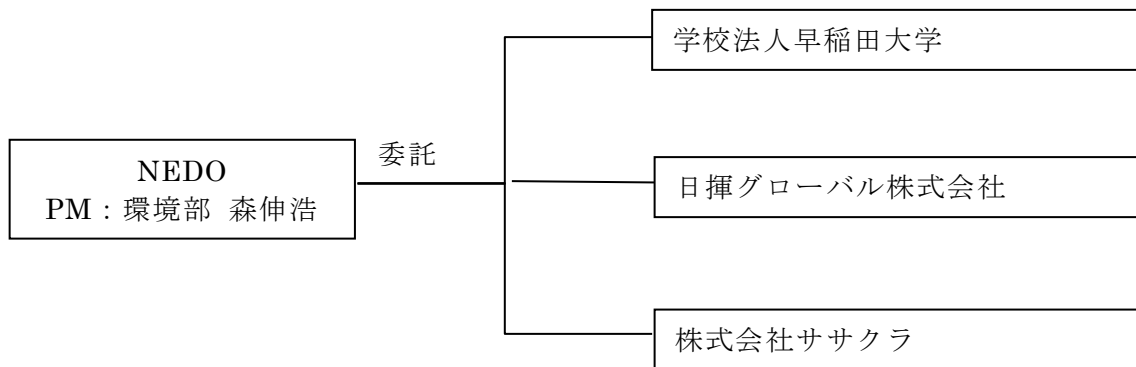 NEDO
PM：環境部 森伸浩
委託
学校法人早稲田大学
日揮グローバル株式会社
株式会社ササクラ